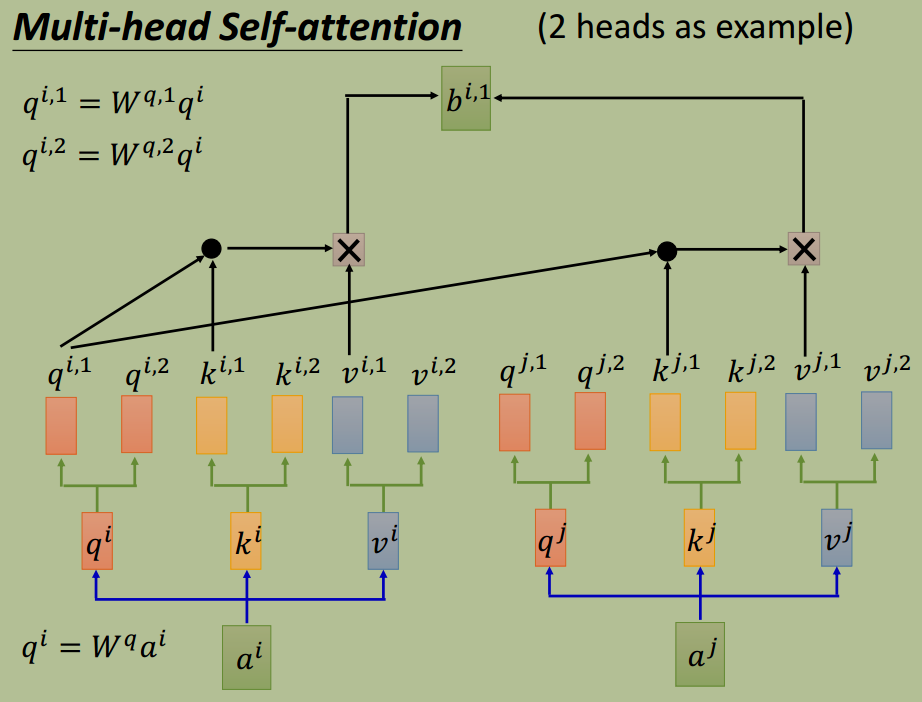 Multi-head Self-attention (2 heads as example)
q^{i,1} = W^{q,1}q^i
b^{i,1}
q^{i,2} = W^{q,2}q^i
q^{i,1} q^{i,2} k^{i,1} k^{i,2} v^{i,1} v^{i,2} q^{j,1} q^{j,2} k^{j,1} k^{j,2} v^{j,1} v^{j,2}
q^i k^i v^i q^j k^j v^j
q^i = W^q a^i
a^i a^j